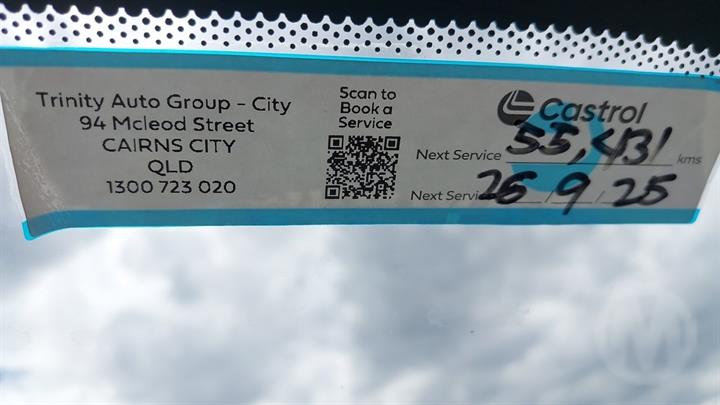 Trinity Auto Group - City
94 Mcleod Street
CAIRNS CITY
QLD
1300 723 020
Scan to
Book a
Service
Castrol
Next Service 55,431 kms
Next Service 26/9/25
M